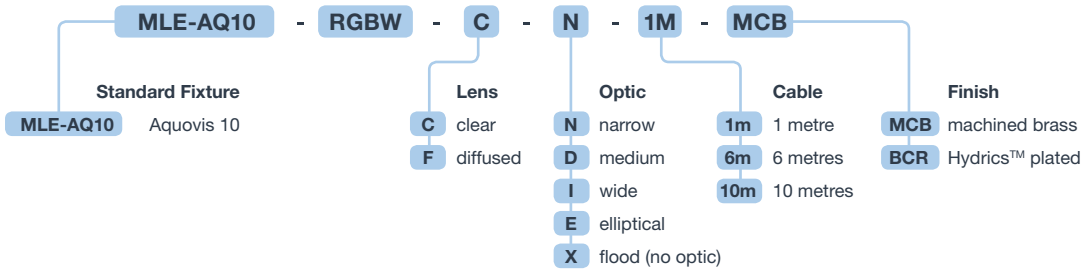 MLE-AQ10 - RGBW - C - N - 1M - MCB
Standard Fixture
MLE-AQ10 Aquovis 10
Lens
C clear
F diffused
Optic
N narrow
D medium
I wide
E elliptical
X flood (no optic)
Cable
1m 1 metre
6m 6 metres
10m 10 metres
Finish
MCB machined brass
BCR Hydrics™ plated